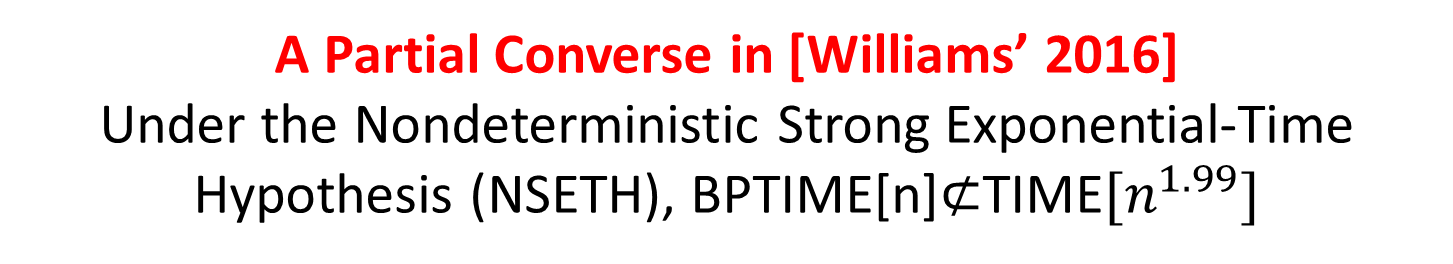 A Partial Converse in [Williams’ 2016]
Under the Nondeterministic Strong Exponential-Time
Hypothesis (NSETH), BPTIME[n]⊄TIME[𝑛^1.99]